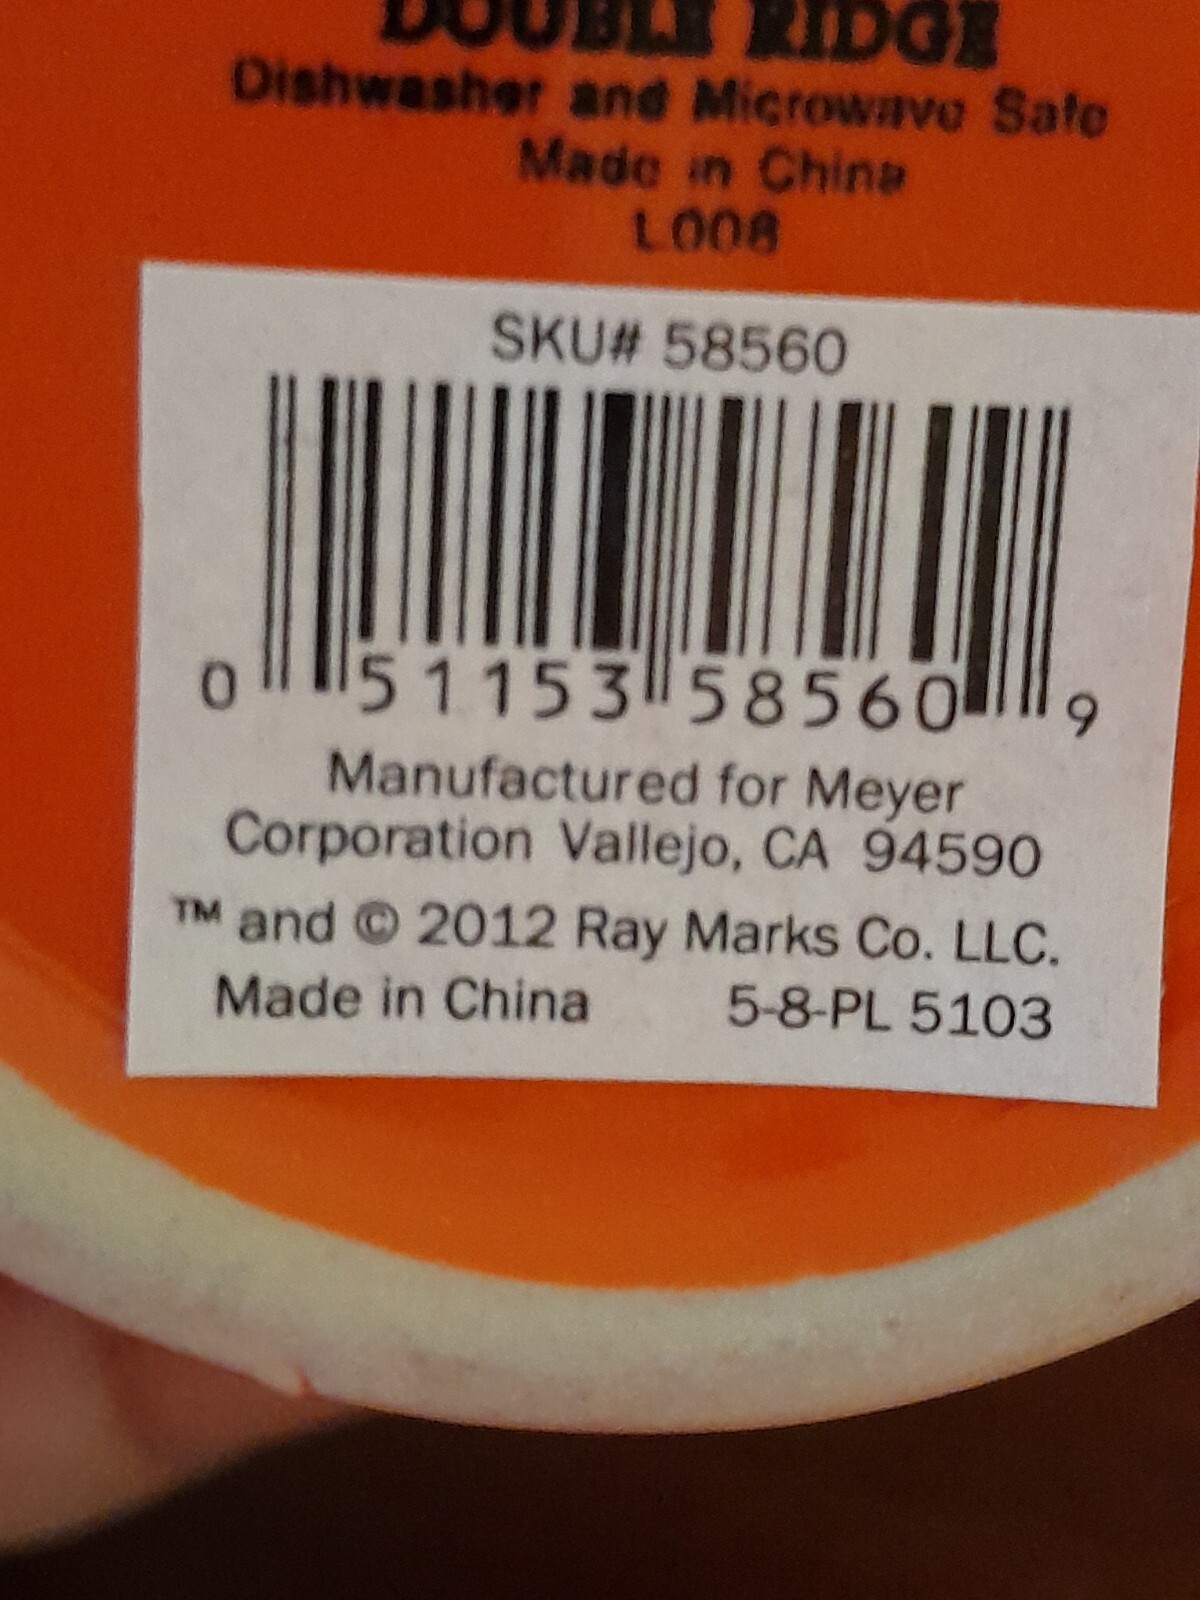 DOUBLE RIDGE
Dishwasher and Microwave Safe
Made in China
L008
SKU# 58560
0 51153 58560 9
Manufactured for Meyer
Corporation Vallejo, CA 94590
™ and © 2012 Ray Marks Co. LLC.
Made in China 5-8-PL 5103